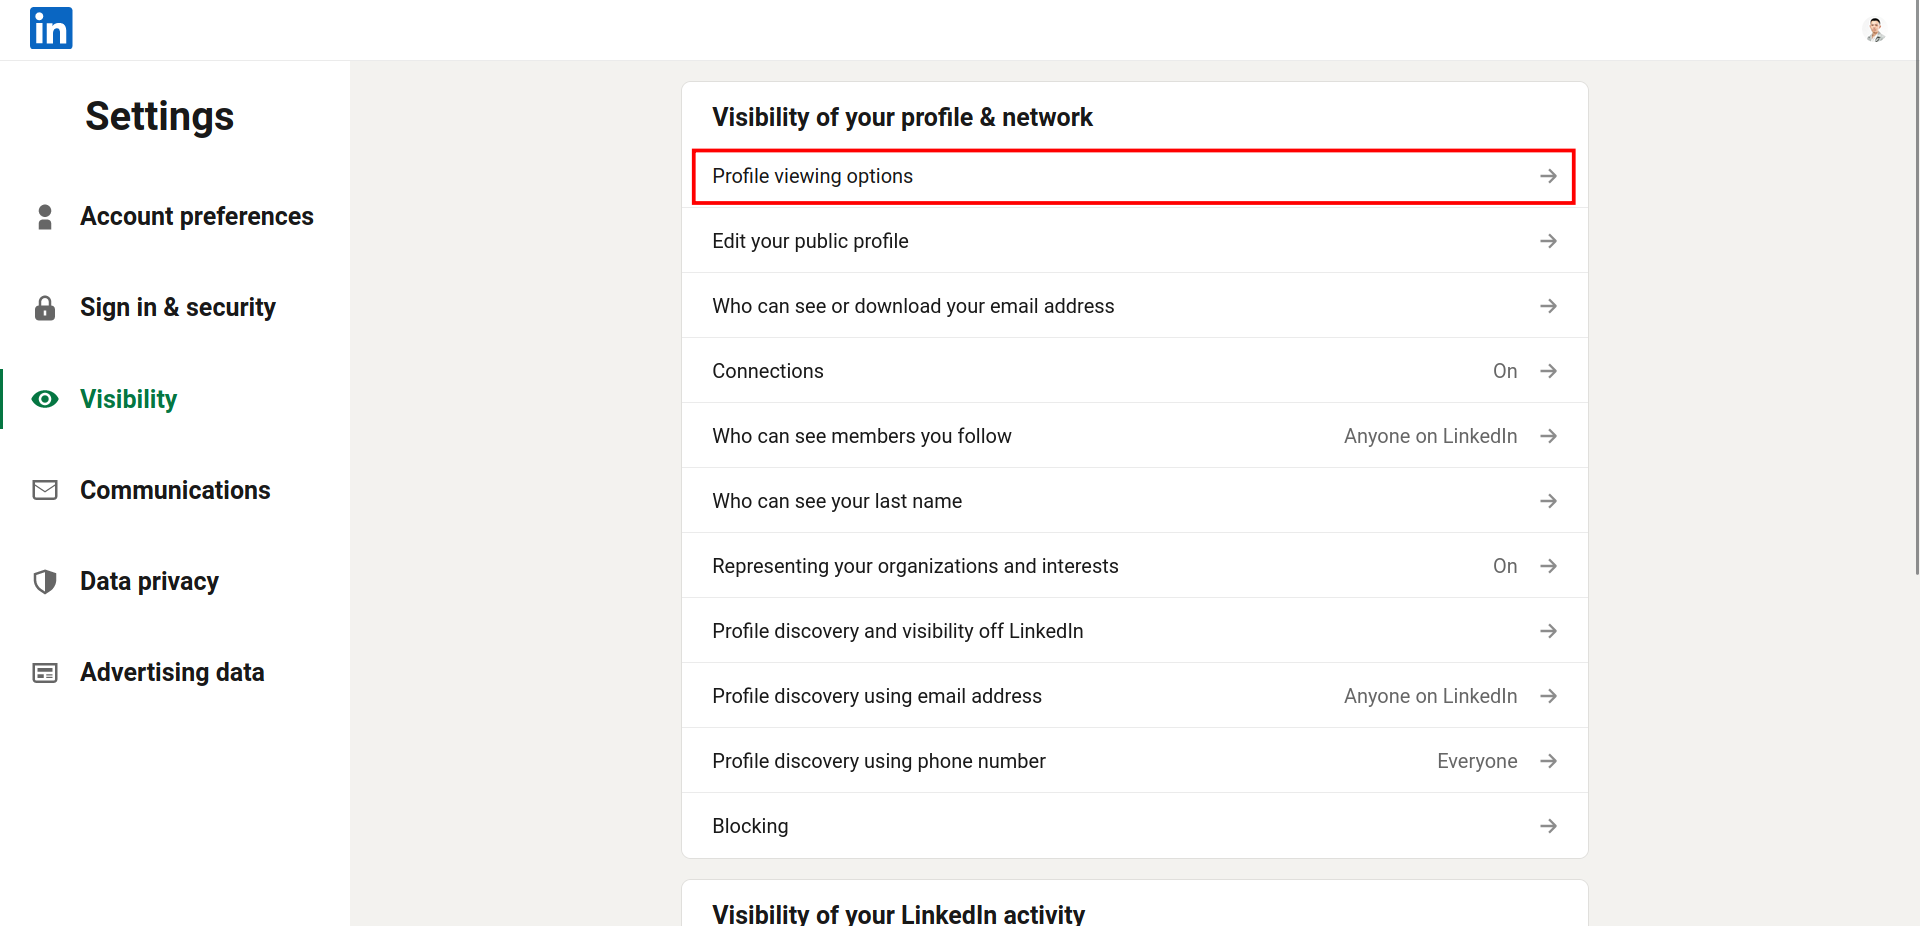 in
Settings
Account preferences
Sign in & security
Visibility
Communications
Data privacy
Advertising data
Visibility of your profile & network
Profile viewing options
Edit your public profile
Who can see or download your email address
Connections On
Who can see members you follow Anyone on LinkedIn
Who can see your last name
Representing your organizations and interests On
Profile discovery and visibility off LinkedIn
Profile discovery using email address Anyone on LinkedIn
Profile discovery using phone number Everyone
Blocking
Visibility of your LinkedIn activity